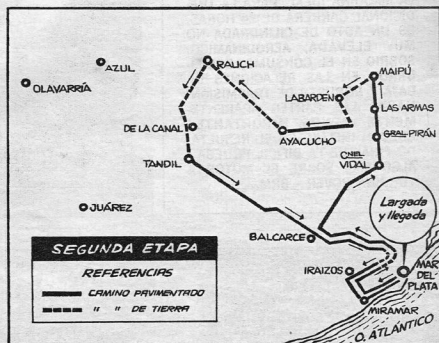 RAUCH
AZUL
MAIPÚ
OLAVARRÍA
LABARDÉN
LAS ARMAS
DE LA CANAL
AYACUCHO
GRAL PIRÁN
TANDIL
CNEL
VIDAL
JUÁREZ
Largada
y llegada
BALCARCE
SEGUNDA ETAPA
REFERENCIAS
CAMINO PAVIMENTADO
" " DE TIERRA
IRAIZOS
MAR
DEL
PLATA
MIRAMAR
O. ATLÁNTICO